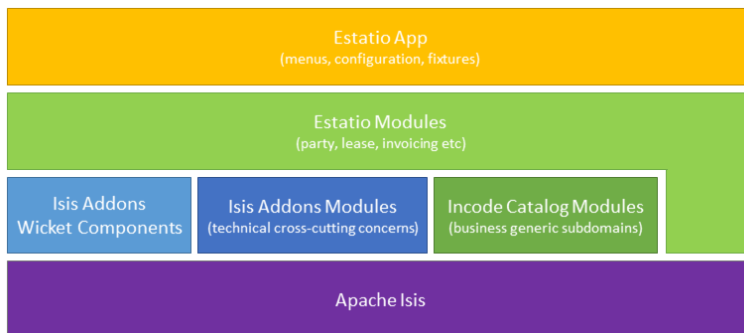 Estatio App
(menus, configuration, fixtures)
Estatio Modules
(party, lease, invoicing etc)
Isis Addons
Wicket Components
Isis Addons Modules
(technical cross-cutting concerns)
Incode Catalog Modules
(business generic subdomains)
Apache Isis